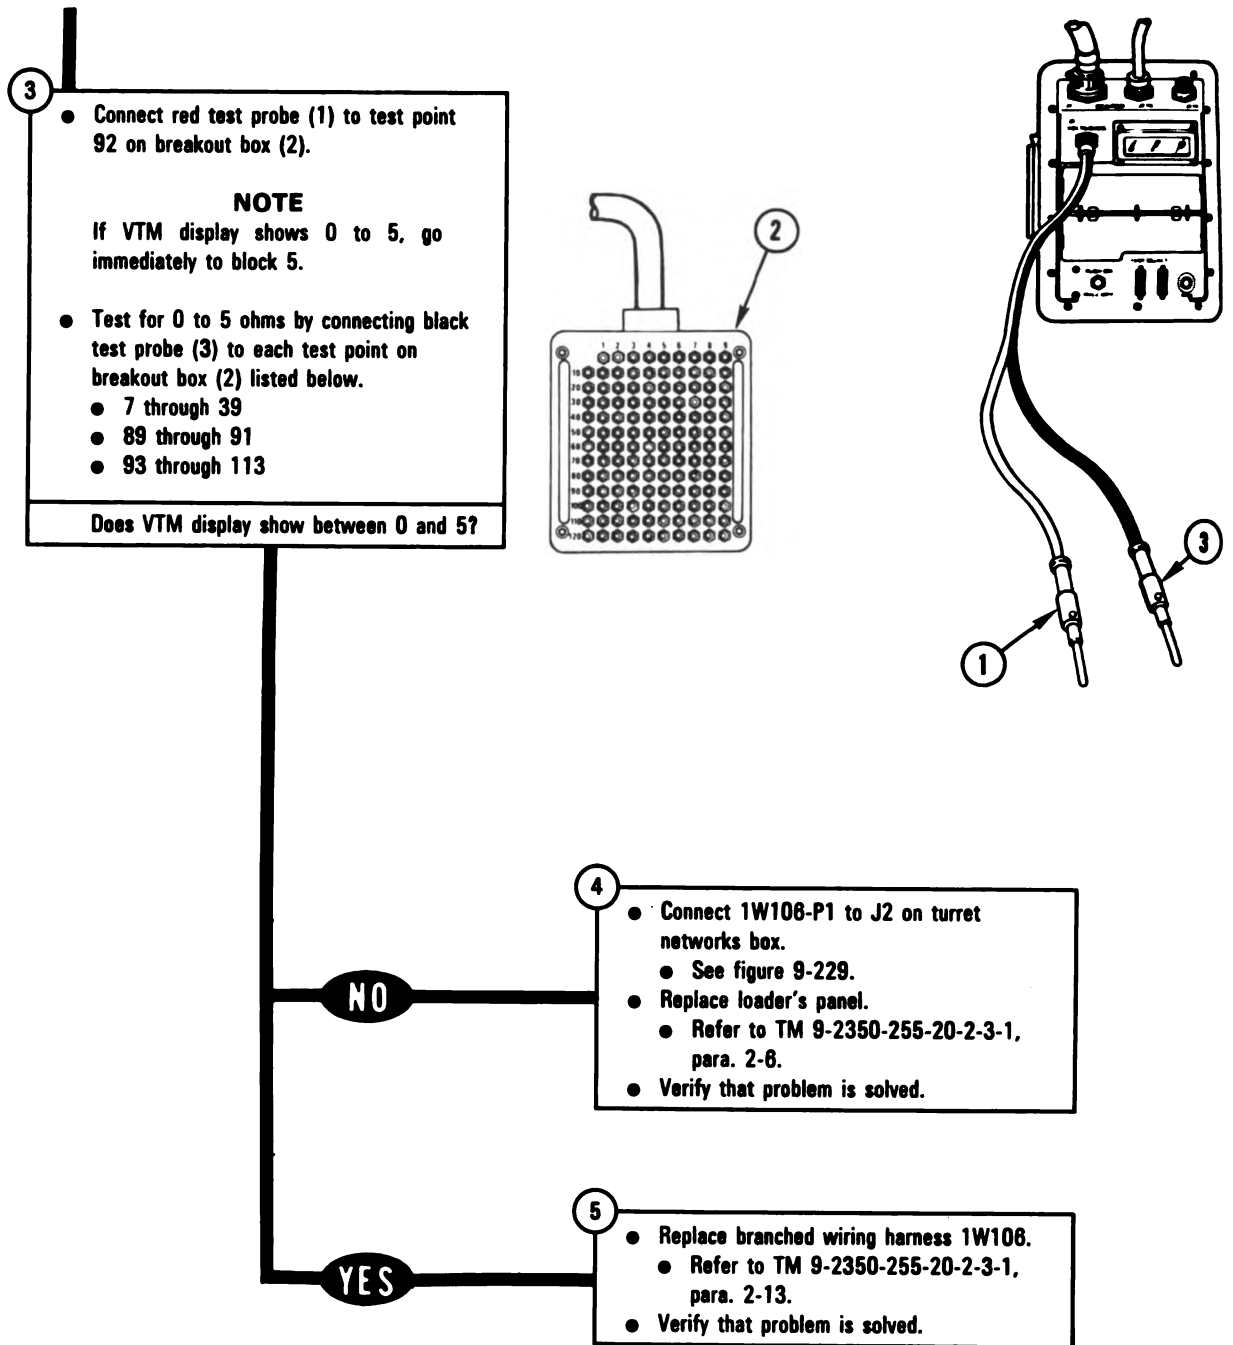 3
● Connect red test probe (1) to test point
92 on breakout box (2).
NOTE
If VTM display shows 0 to 5, go
immediately to block 5.
● Test for 0 to 5 ohms by connecting black
test probe (3) to each test point on
breakout box (2) listed below.
● 7 through 39
● 89 through 91
● 93 through 113
Does VTM display show between 0 and 5?
2
1 2 3 4 5 6 7 8 9
10
20
30
40
50
60
70
80
90
100
110
120
3
1
NO
4
● Connect 1W106-P1 to J2 on turret
networks box.
● See figure 9-229.
● Replace loader's panel.
● Refer to TM 9-2350-255-20-2-3-1,
para. 2-6.
● Verify that problem is solved.
YES
5
● Replace branched wiring harness 1W106.
● Refer to TM 9-2350-255-20-2-3-1,
para. 2-13.
● Verify that problem is solved.